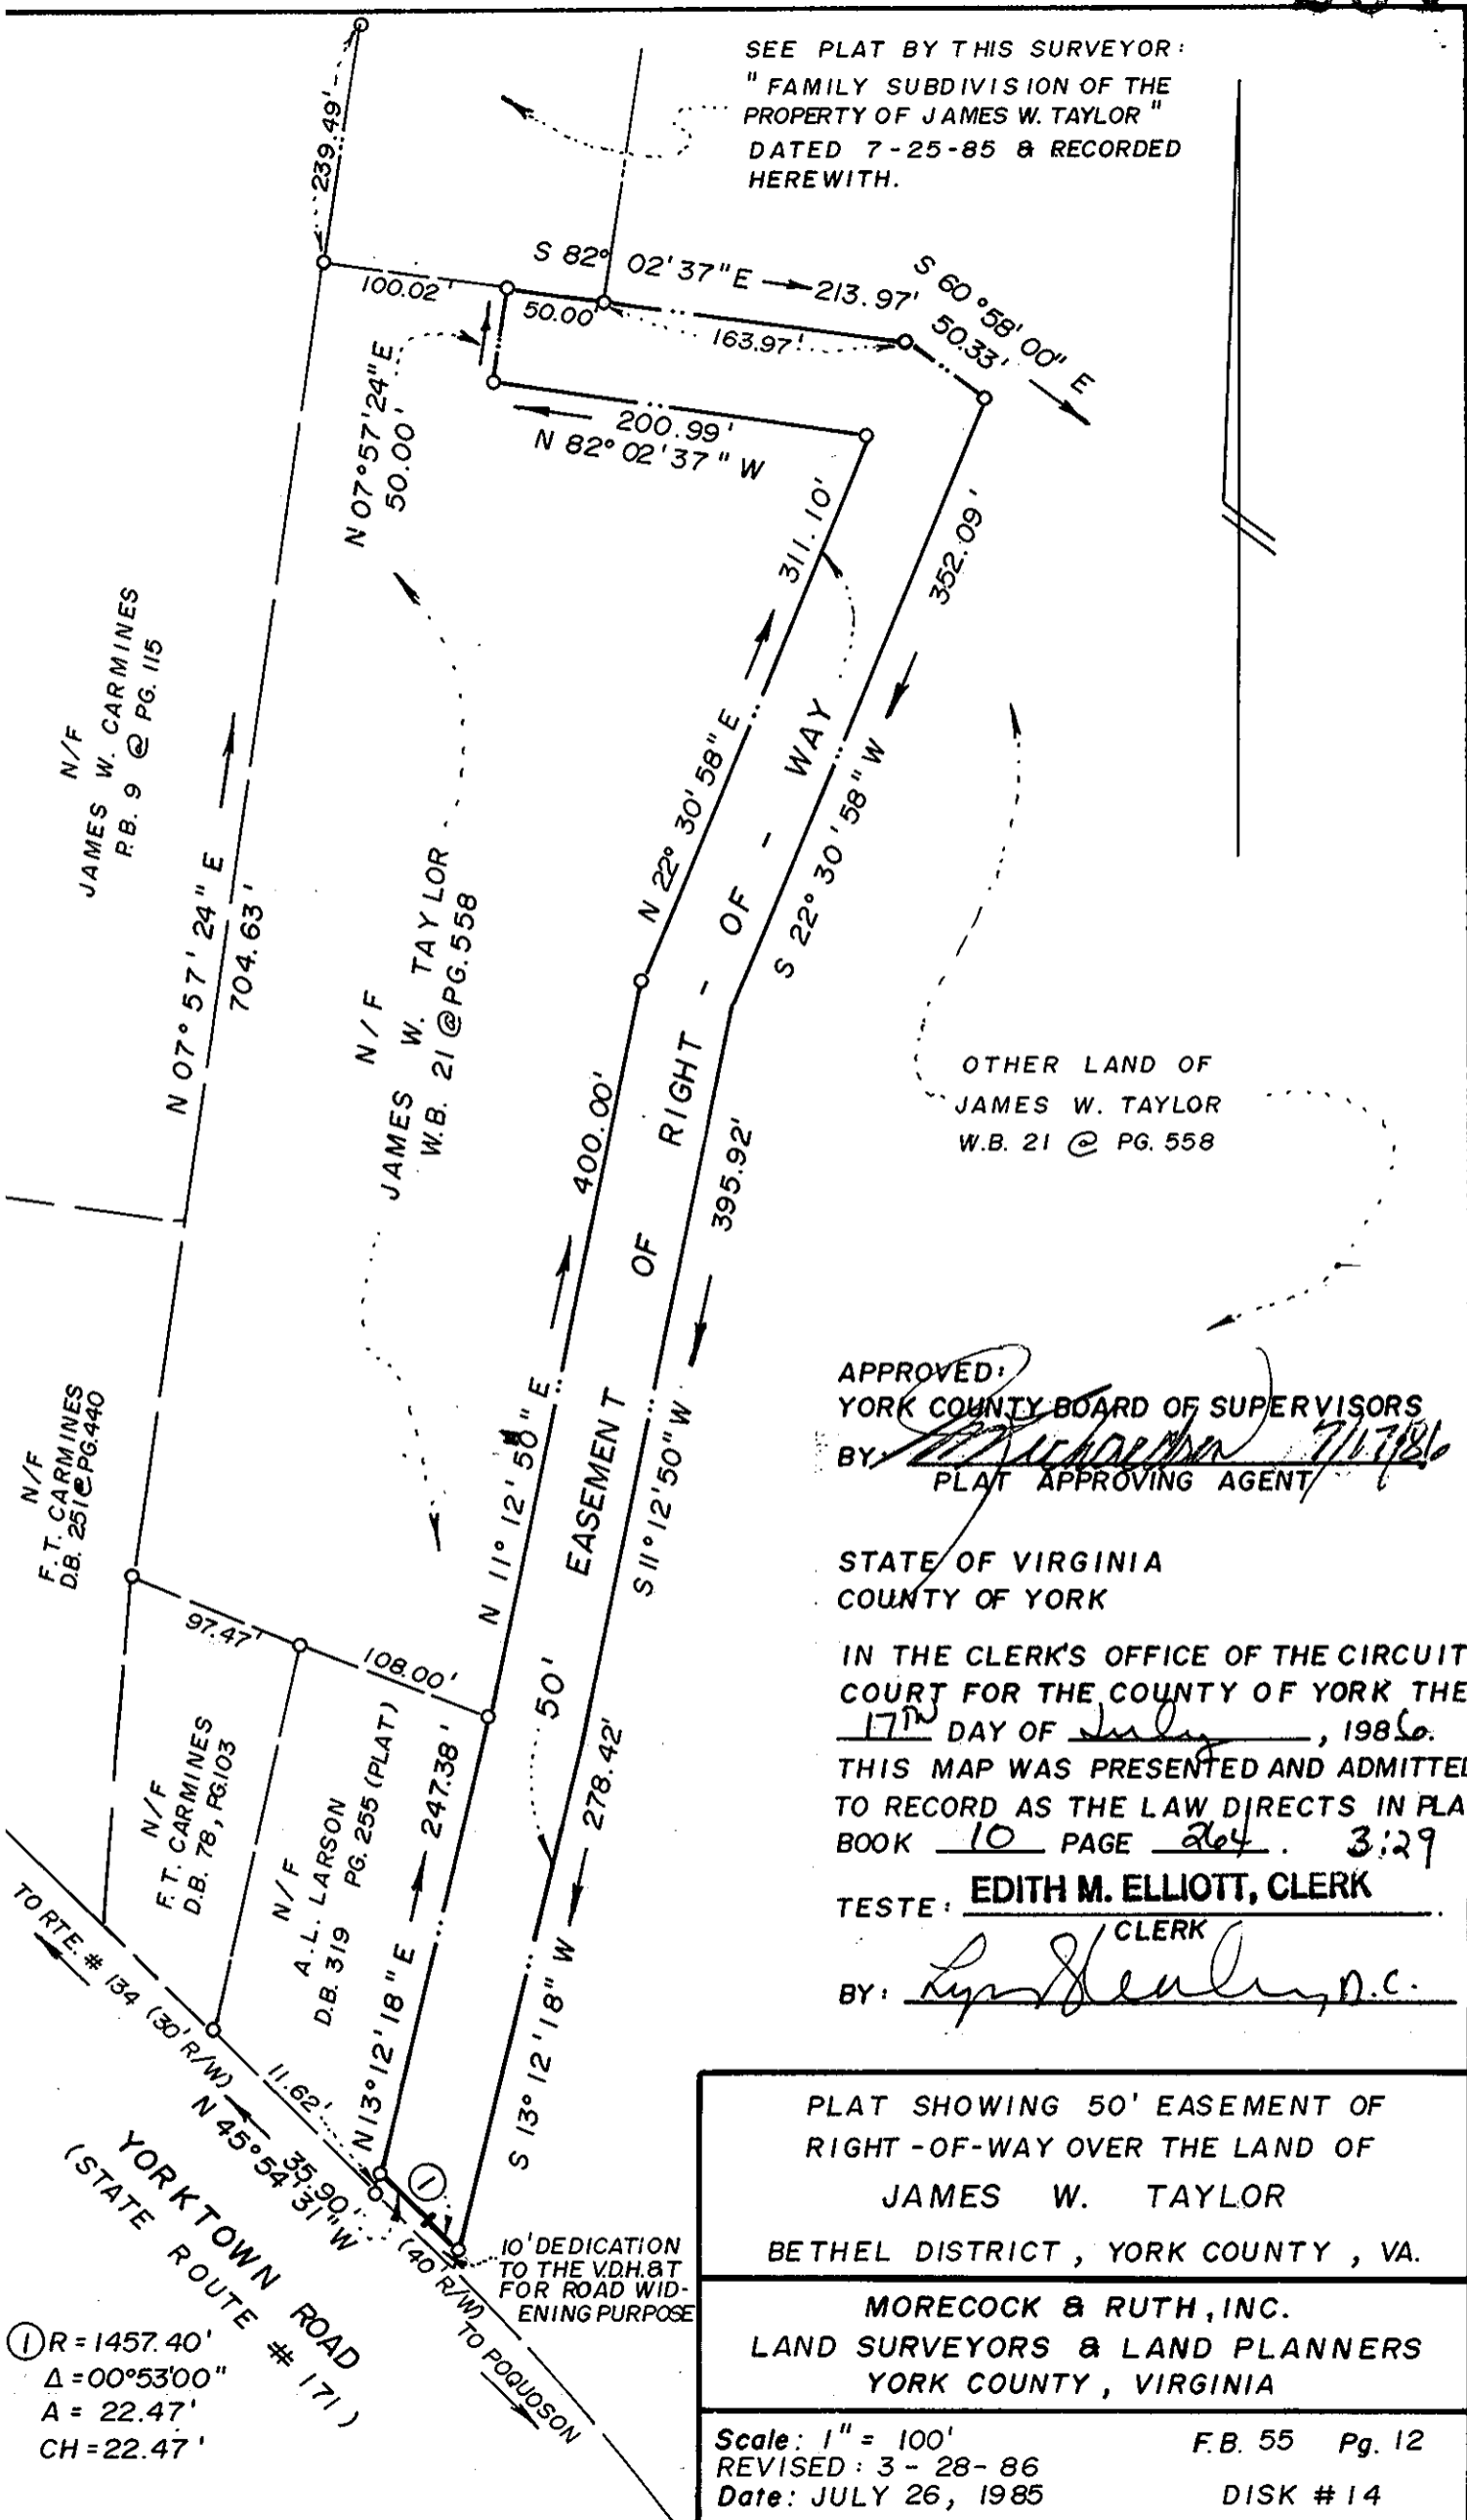 SEE PLAT BY THIS SURVEYOR:
" FAMILY SUBDIVISION OF THE
PROPERTY OF JAMES W. TAYLOR "
DATED 7-25-85 & RECORDED
HEREWITH.
239.49'
100.02'
S 82° 02'37"E 213.97'
50.00'
163.97'
S 60°58'00" E
50.33'
N 07°57'24"E
50.00'
200.99'
N 82° 02'37" W
311.10'
N 22° 30'58" E
352.09'
S 22° 30'58" W
N/F
JAMES W. CARMINES
P.B. 9 @ PG. 115
N 07° 57' 24" E
704.63'
N/F
JAMES W. TAYLOR
W.B. 21 @ PG. 558
EASEMENT OF RIGHT - OF - WAY
400.00'
N 11° 12' 50" E
395.92'
S 11° 12'50" W
OTHER LAND OF
JAMES W. TAYLOR
W.B. 21 @ PG. 558
N/F
F.T. CARMINES
D.B. 251@PG.440
97.47'
108.00'
N/F
F.T. CARMINES
D.B. 78, PG.103
N/F
A.L. LARSON
D.B. 319 PG. 255 (PLAT)
N 13° 12' 18" E 247.38'
50'
S 13° 12' 18" W 278.42'
TO RTE. # 134 (30' R/W)
11.62'
35.90'
N 45°54'31"W
1
(40' R/W)
TO POQUOSON
YORKTOWN ROAD
(STATE ROUTE # 171)
10' DEDICATION
TO THE V.D.H.&T
FOR ROAD WID-
ENING PURPOSE
1 R = 1457.40'
Δ = 00°53'00"
A = 22.47'
CH = 22.47'
APPROVED:
YORK COUNTY BOARD OF SUPERVISORS
BY: 7/17/86
PLAT APPROVING AGENT
STATE OF VIRGINIA
COUNTY OF YORK
IN THE CLERK'S OFFICE OF THE CIRCUIT
COURT FOR THE COUNTY OF YORK THE
17TH DAY OF July, 1986.
THIS MAP WAS PRESENTED AND ADMITTED
TO RECORD AS THE LAW DIRECTS IN PLA
BOOK 10 PAGE 264. 3:29
TESTE: EDITH M. ELLIOTT, CLERK
CLERK
BY: D.C.
PLAT SHOWING 50' EASEMENT OF
RIGHT-OF-WAY OVER THE LAND OF
JAMES W. TAYLOR
BETHEL DISTRICT, YORK COUNTY, VA.
MORECOCK & RUTH, INC.
LAND SURVEYORS & LAND PLANNERS
YORK COUNTY, VIRGINIA
Scale: 1" = 100' F.B. 55 Pg. 12
REVISED: 3-28-86
Date: JULY 26, 1985 DISK # 14